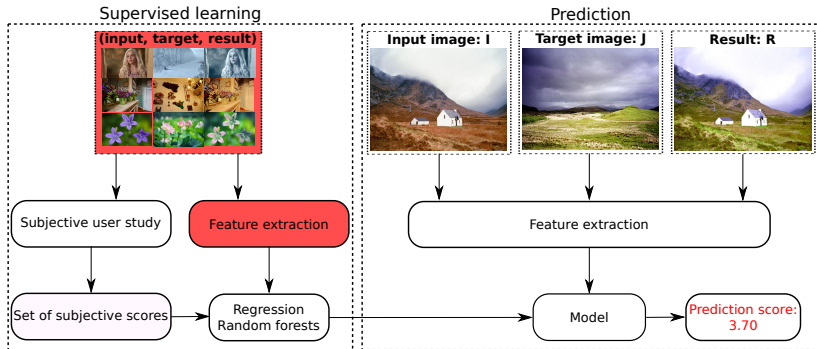 Supervised learning
Prediction
(input, target, result)
Input image: I
Target image: J
Result: R
Subjective user study
Feature extraction
Feature extraction
Set of subjective scores
Regression
Random forests
Model
Prediction score:
3.70